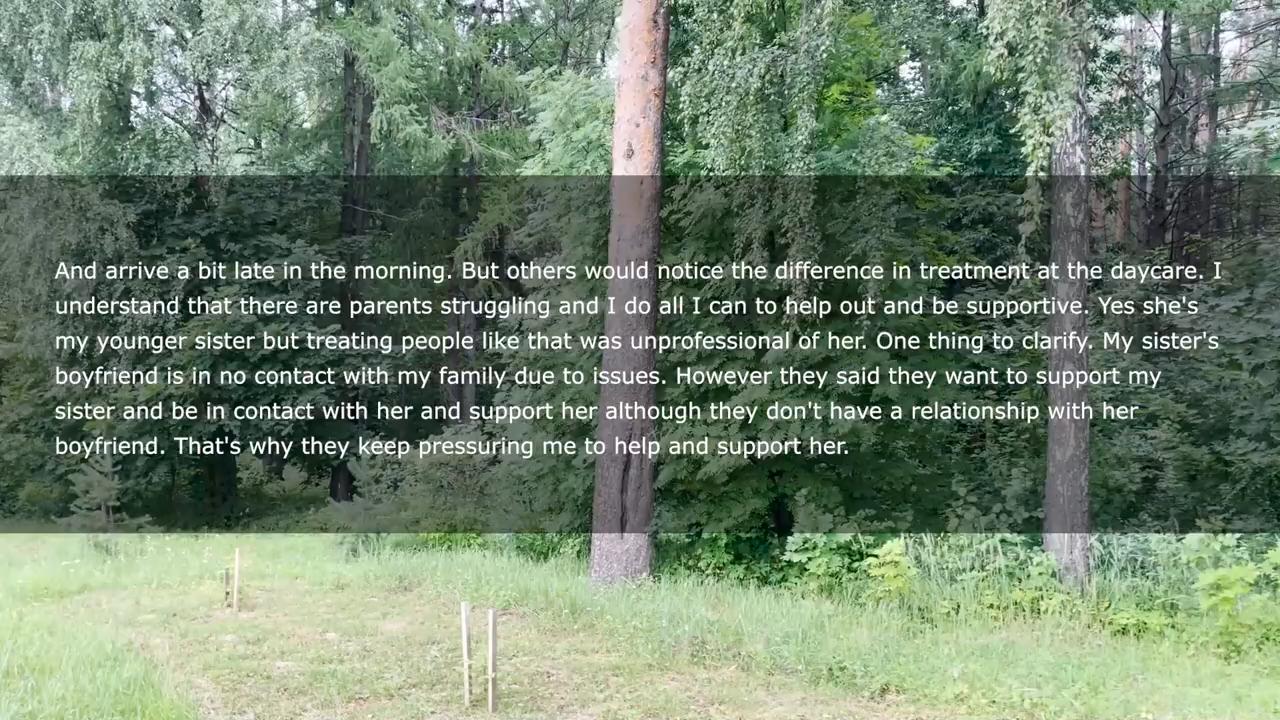 And arrive a bit late in the morning. But others would notice the difference in treatment at the daycare. I
understand that there are parents struggling and I do all I can to help out and be supportive. Yes she's
my younger sister but treating people like that was unprofessional of her. One thing to clarify. My sister's
boyfriend is in no contact with my family due to issues. However they said they want to support my
sister and be in contact with her and support her although they don't have a relationship with her
boyfriend. That's why they keep pressuring me to help and support her.